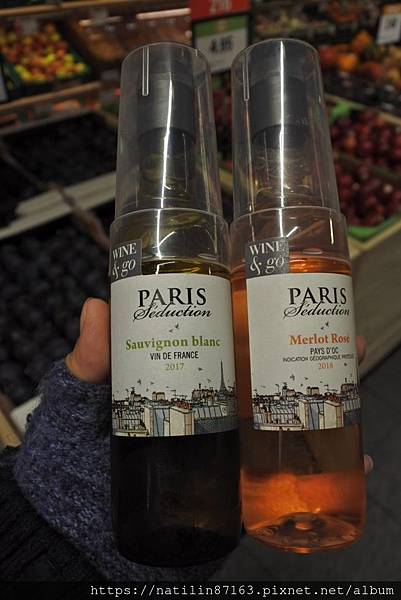 4,95
WINE
& go
PARIS
Séduction
Sauvignon blanc
VIN DE FRANCE
2017
WINE
& go
PARIS
Séduction
Merlot Rosé
PAYS D'OC
INDICATION GÉOGRAPHIQUE PROTÉGÉE
2018
https://natilin87163.pixnet.net/album